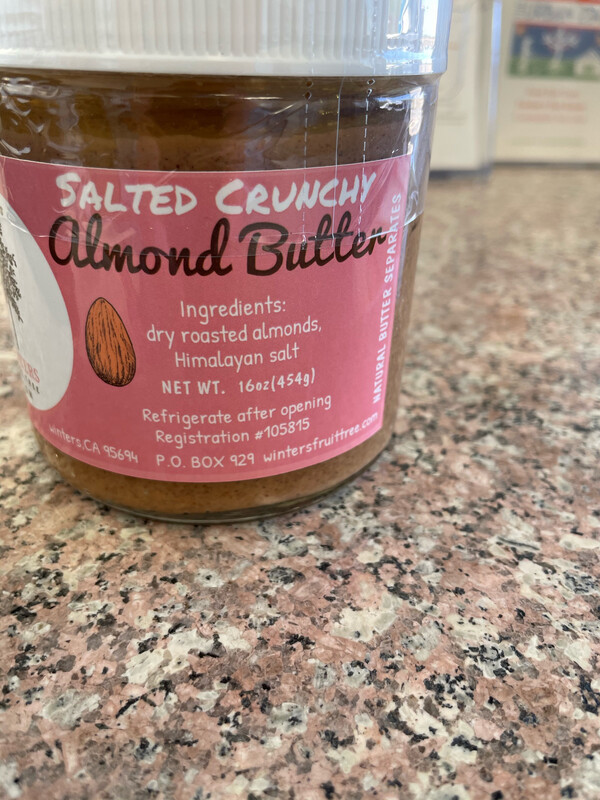 SALTED CRUNCHY
Almond Butter
Ingredients:
dry roasted almonds,
Himalayan salt
NET WT. 16oz(454g)
Refrigerate after opening
Registration #105815
winters,CA 95694 P.O. BOX 929 wintersfruittree.com
NATURAL BUTTER SEPARATES